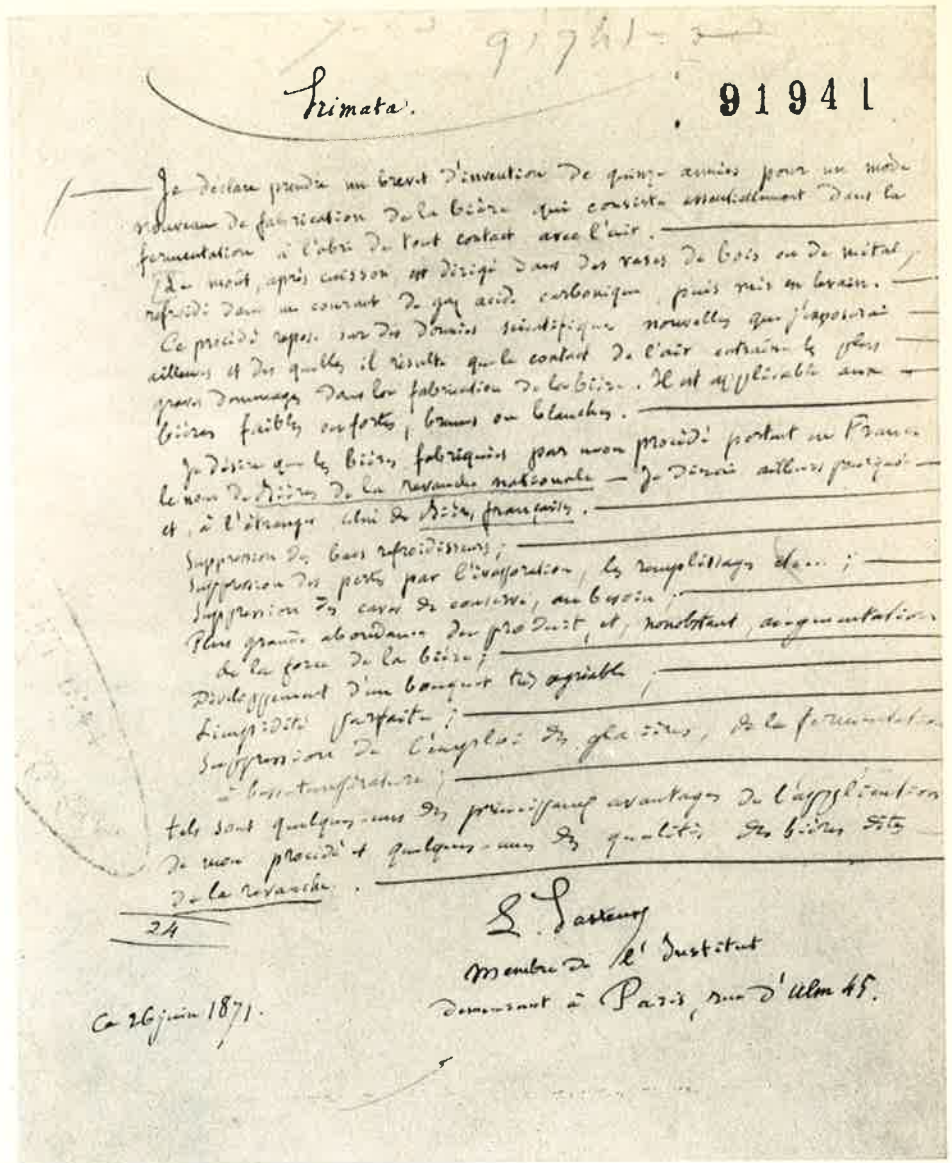 91941
Primata.
91941
Je déclare prendre un brevet d'invention de quinze années pour un mode
nouveau de fabrication de la bière qui consiste essentiellement dans la
fermentation à l'abri de tout contact avec l'air.
Le moût, après cuisson, est dirigé dans des vases de bois ou de métal,
refroidi dans un courant de gaz acide carbonique, puis mis en levain.
Ce procédé repose sur des données scientifiques nouvelles que j'exposerai
ailleurs et des quelles il résulte que le contact de l'air entraîne les plus
graves dommages dans la fabrication de la bière. Il est applicable aux
bières faibles ou fortes, brunes ou blanches.
Je désire que les bières fabriquées par mon procédé portent en France
le nom de Bières de la revanche nationale — Je dirai ailleurs pourquoi —
et, à l'étranger celui de Bières françaises.
Suppression des bacs refroidisseurs;
Suppression des pertes par l'évaporation, les remplissages etc...;
Suppression des caves de conserve, au besoin;
Plus grande abondance du produit, et, nonobstant, augmentation
de la force de la bière;
Développement d'un bouquet très agréable;
Limpidité parfaite;
Suppression de l'emploi des glacières, de la fermentation
à basse température;
tels sont quelques-uns des principaux avantages de l'application
de mon procédé et quelques-unes des qualités des bières dites
de la revanche.
24
L. Pasteur
Membre de l'Institut
demeurant à Paris, rue d'Ulm 45.
Ce 26 juin 1871.